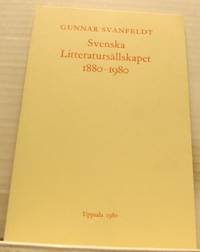 GUNNAR SVANFELDT
Svenska
Litteratursällskapet
1880–1980
Uppsala 1980